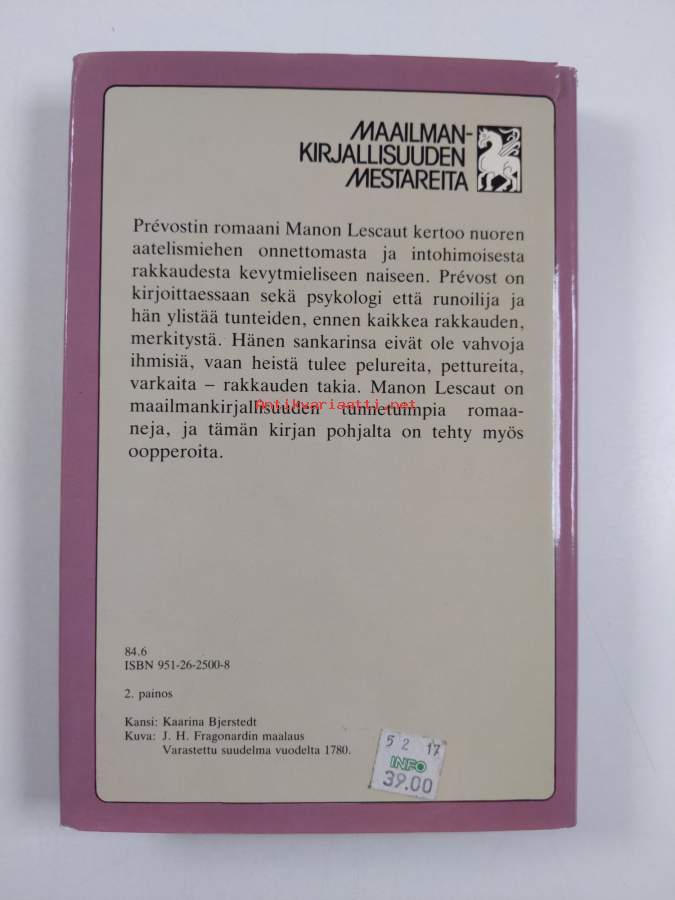 MAAILMAN-
KIRJALLISUUDEN
MESTAREITA
Prévostin romaani Manon Lescaut kertoo nuoren
aatelismiehen onnettomasta ja intohimoisesta
rakkaudesta kevytmieliseen naiseen. Prévost on
kirjoittaessaan sekä psykologi että runoilija ja
hän ylistää tunteiden, ennen kaikkea rakkauden,
merkitystä. Hänen sankarinsa eivät ole vahvoja
ihmisiä, vaan heistä tulee pelureita, pettureita,
varkaita – rakkauden takia. Manon Lescaut on
maailmankirjallisuuden tunnetuimpia romaa-
Antikvariaatti.net
neja, ja tämän kirjan pohjalta on tehty myös
oopperoita.
84.6
ISBN 951-26-2500-8
2. painos
Kansi: Kaarina Bjerstedt
Kuva: J. H. Fragonardin maalaus
Varastettu suudelma vuodelta 1780.
5 2 17
INFO
39.00